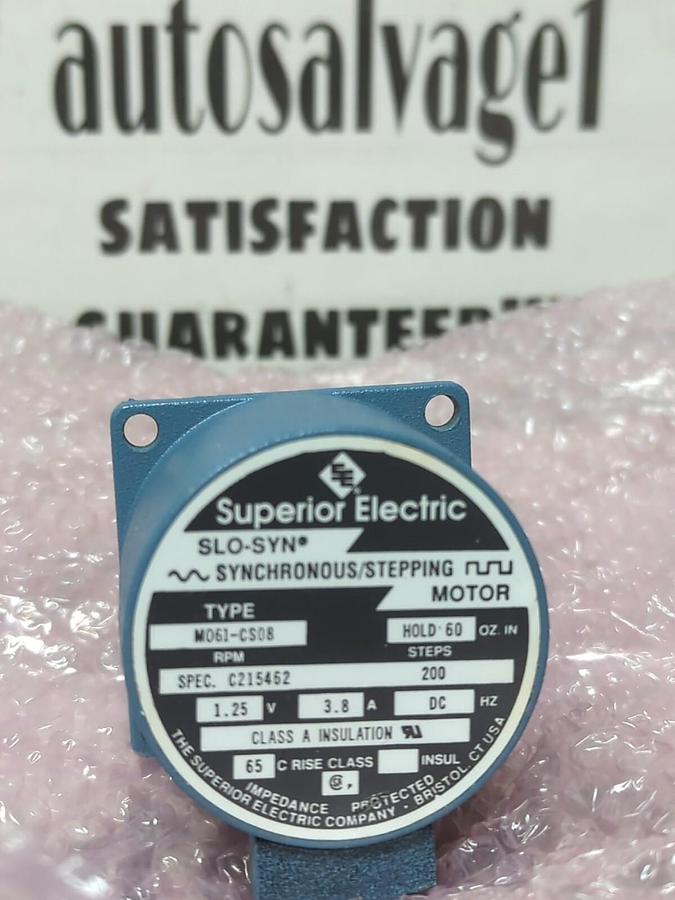 autosalvage1
SATISFACTION
GUARANTEED
Superior Electric
SLO-SYN®
SYNCHRONOUS/STEPPING
MOTOR
TYPE
M061-CS08
HOLD 60 OZ. IN
RPM STEPS
SPEC. C215462 200
1.25 V 3.8 A DC HZ
CLASS A INSULATION
65 C RISE CLASS INSUL
IMPEDANCE PROTECTED
THE SUPERIOR ELECTRIC COMPANY · BRISTOL, CT USA